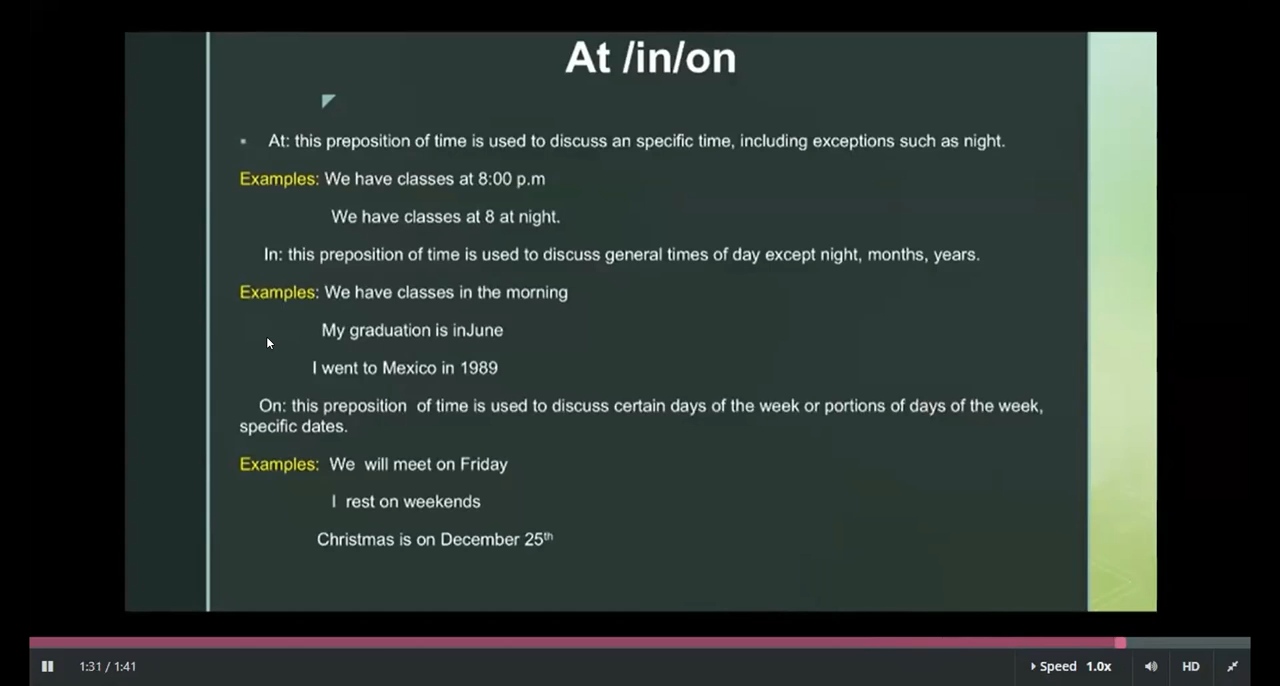 At /in/on
▪ At: this preposition of time is used to discuss an specific time, including exceptions such as night.
Examples: We have classes at 8:00 p.m
We have classes at 8 at night.
In: this preposition of time is used to discuss general times of day except night, months, years.
Examples: We have classes in the morning
My graduation is inJune
I went to Mexico in 1989
On: this preposition of time is used to discuss certain days of the week or portions of days of the week,
specific dates.
Examples: We will meet on Friday
I rest on weekends
Christmas is on December 25th
1:31 / 1:41
Speed 1.0x
HD